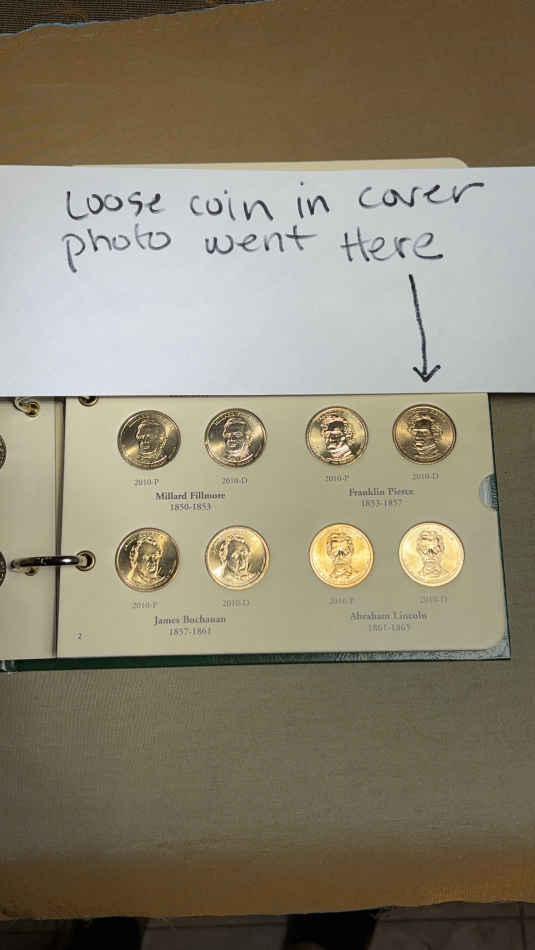 Loose coin in cover
photo went Here
2010-P 2010-D 2010-P 2010-D
Millard Fillmore Franklin Pierce
1850-1853 1853-1857
2010-P 2010-D 2010-P 2010-D
James Buchanan Abraham Lincoln
1857-1861 1861-1865
2